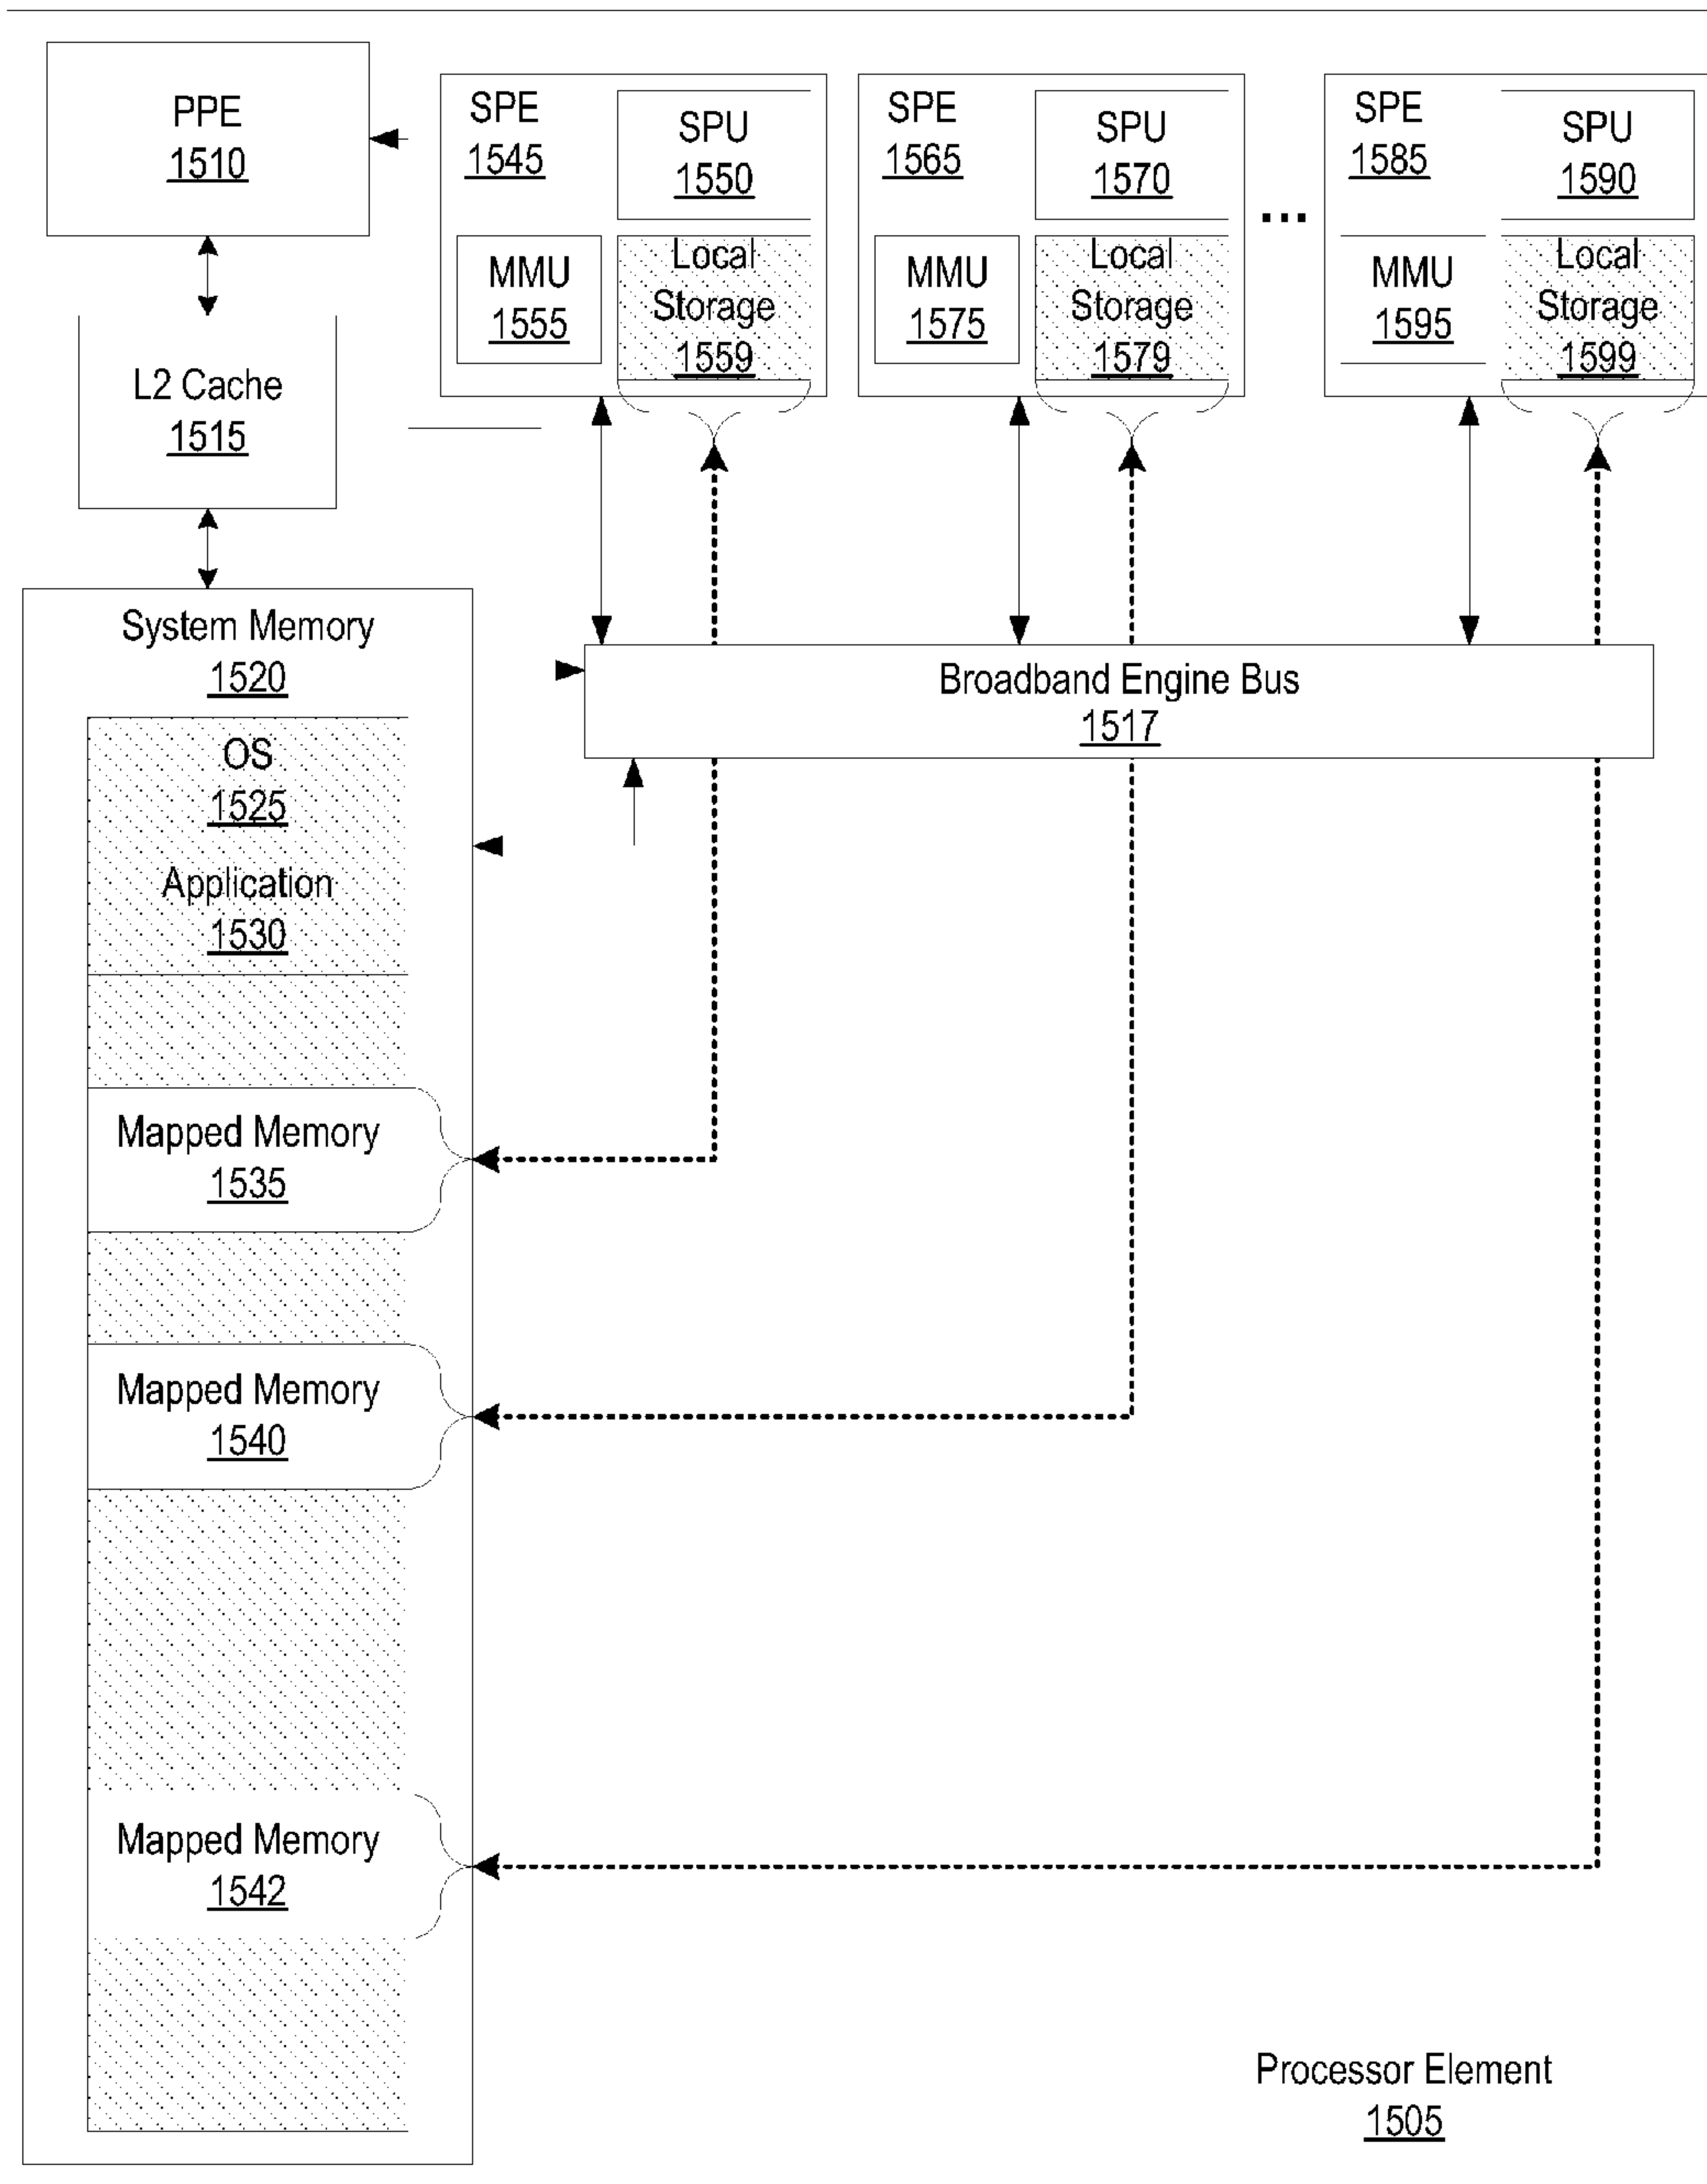 PPE
1510
SPE
1545
SPU
1550
MMU
1555
Local
Storage
1559
SPE
1565
SPU
1570
MMU
1575
Local
Storage
1579
...
SPE
1585
SPU
1590
MMU
1595
Local
Storage
1599
L2 Cache
1515
System Memory
1520
Broadband Engine Bus
1517
OS
1525
Application
1530
Mapped Memory
1535
Mapped Memory
1540
Mapped Memory
1542
Processor Element
1505